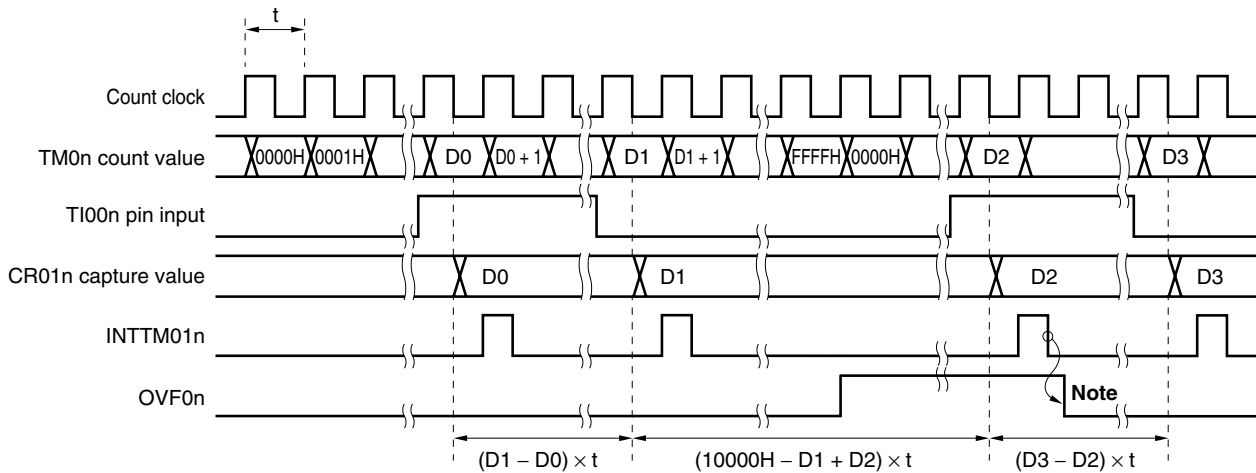 t
Count clock
TM0n count value 0000H 0001H D0 D0 + 1 D1 D1 + 1 FFFFH 0000H D2 D3
TI00n pin input
CR01n capture value D0 D1 D2 D3
INTTM01n
OVF0n Note
(D1 – D0) × t (10000H – D1 + D2) × t (D3 – D2) × t